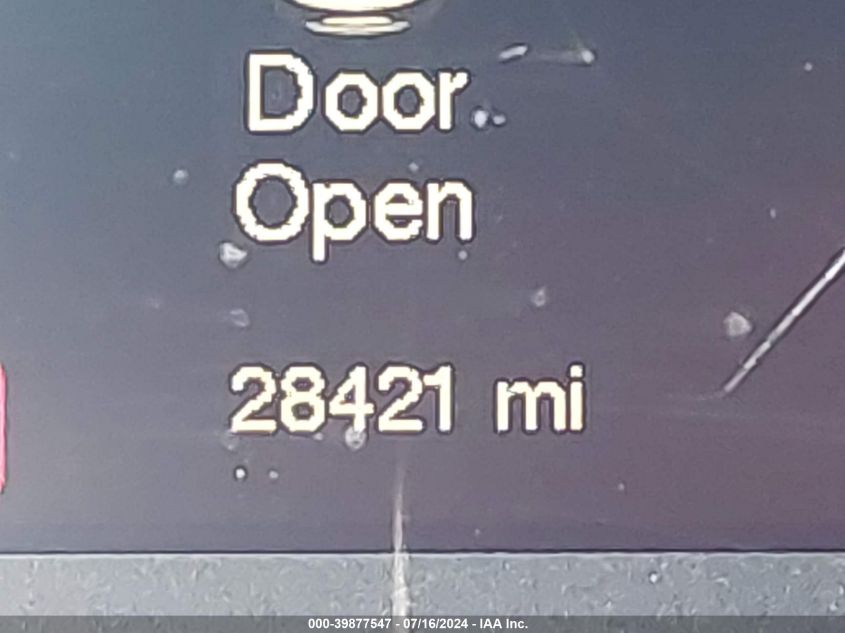 Door
Open
28421 mi
000-39877547 - 07/16/2024 - IAA Inc.